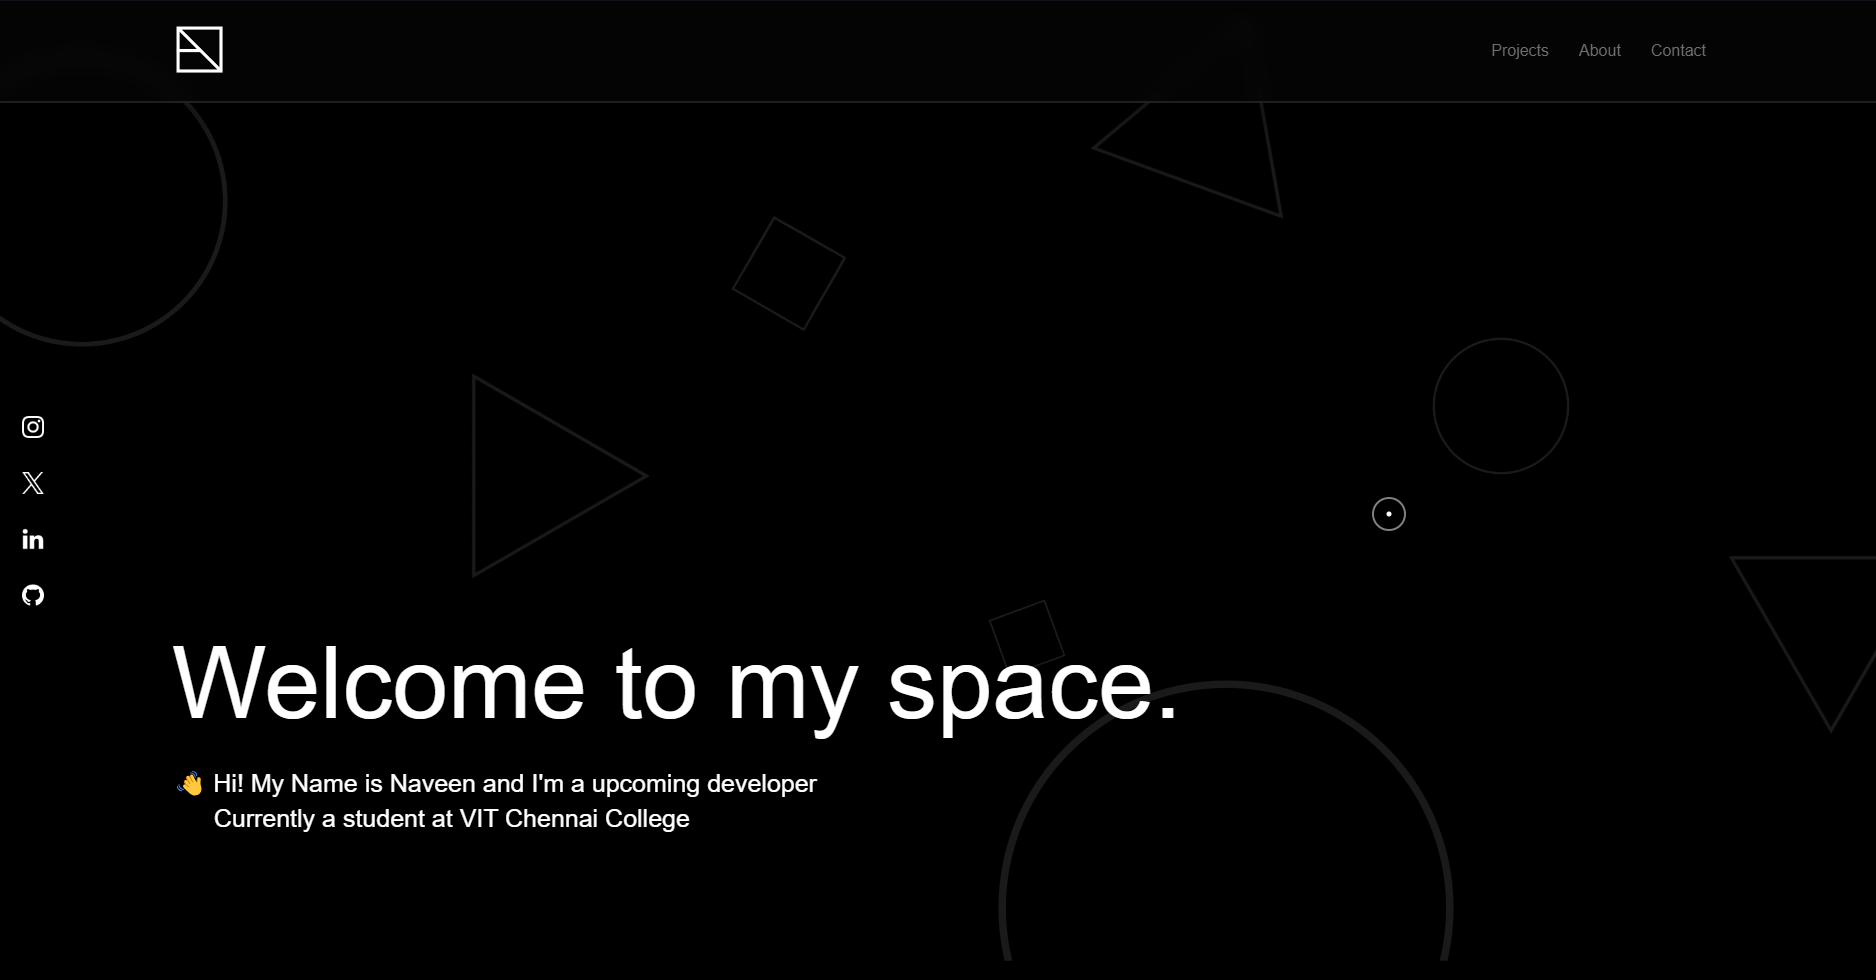 Projects About Contact
Welcome to my space.
👋 Hi! My Name is Naveen and I'm a upcoming developer
Currently a student at VIT Chennai College